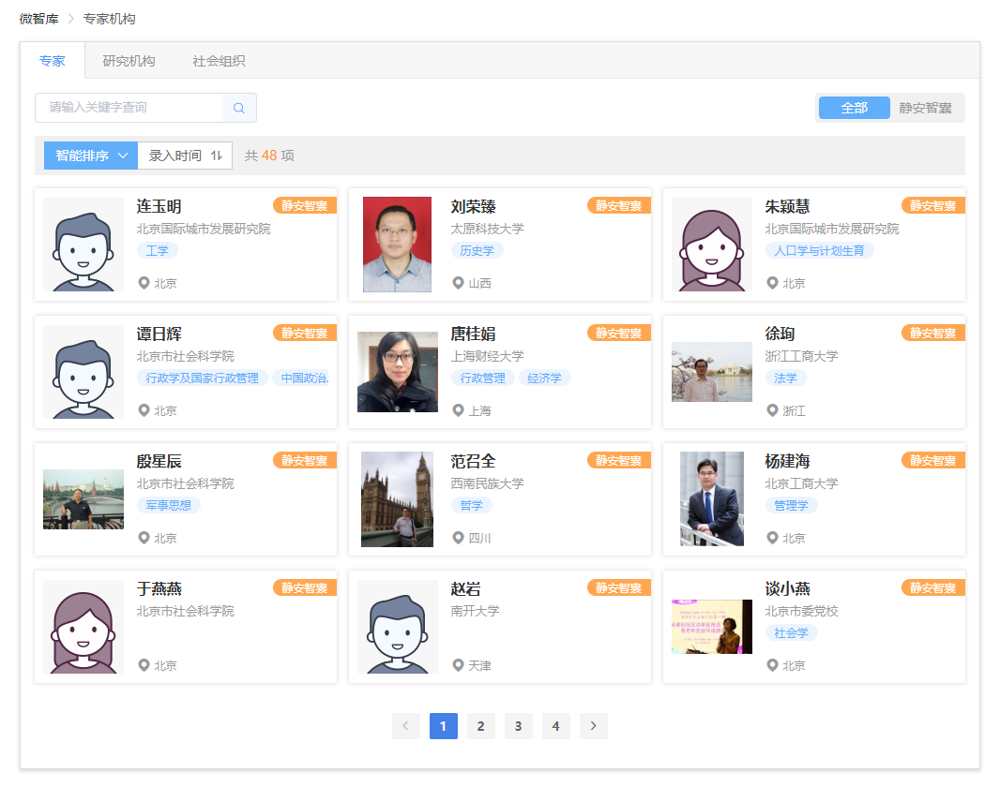 微智库 > 专家机构
专家 研究机构 社会组织
请输入关键字查询 全部 静安智囊
智能排序 录入时间 共 48 项
连玉明 静安智囊
北京国际城市发展研究院
工学
北京
刘荣臻 静安智囊
太原科技大学
历史学
山西
朱颖慧 静安智囊
北京国际城市发展研究院
人口学与计划生育
北京
谭日辉 静安智囊
北京市社会科学院
行政学及国家行政管理 中国政治.
北京
唐桂娟 静安智囊
上海财经大学
行政管理 经济学
上海
徐珣 静安智囊
浙江工商大学
法学
浙江
殷星辰 静安智囊
北京市社会科学院
军事思想
北京
范召全 静安智囊
西南民族大学
哲学
四川
杨建海 静安智囊
北京工商大学
管理学
北京
于燕燕 静安智囊
北京市社会科学院
北京
赵岩 静安智囊
南开大学
天津
谈小燕 静安智囊
北京市委党校
社会学
北京
< 1 2 3 4 >